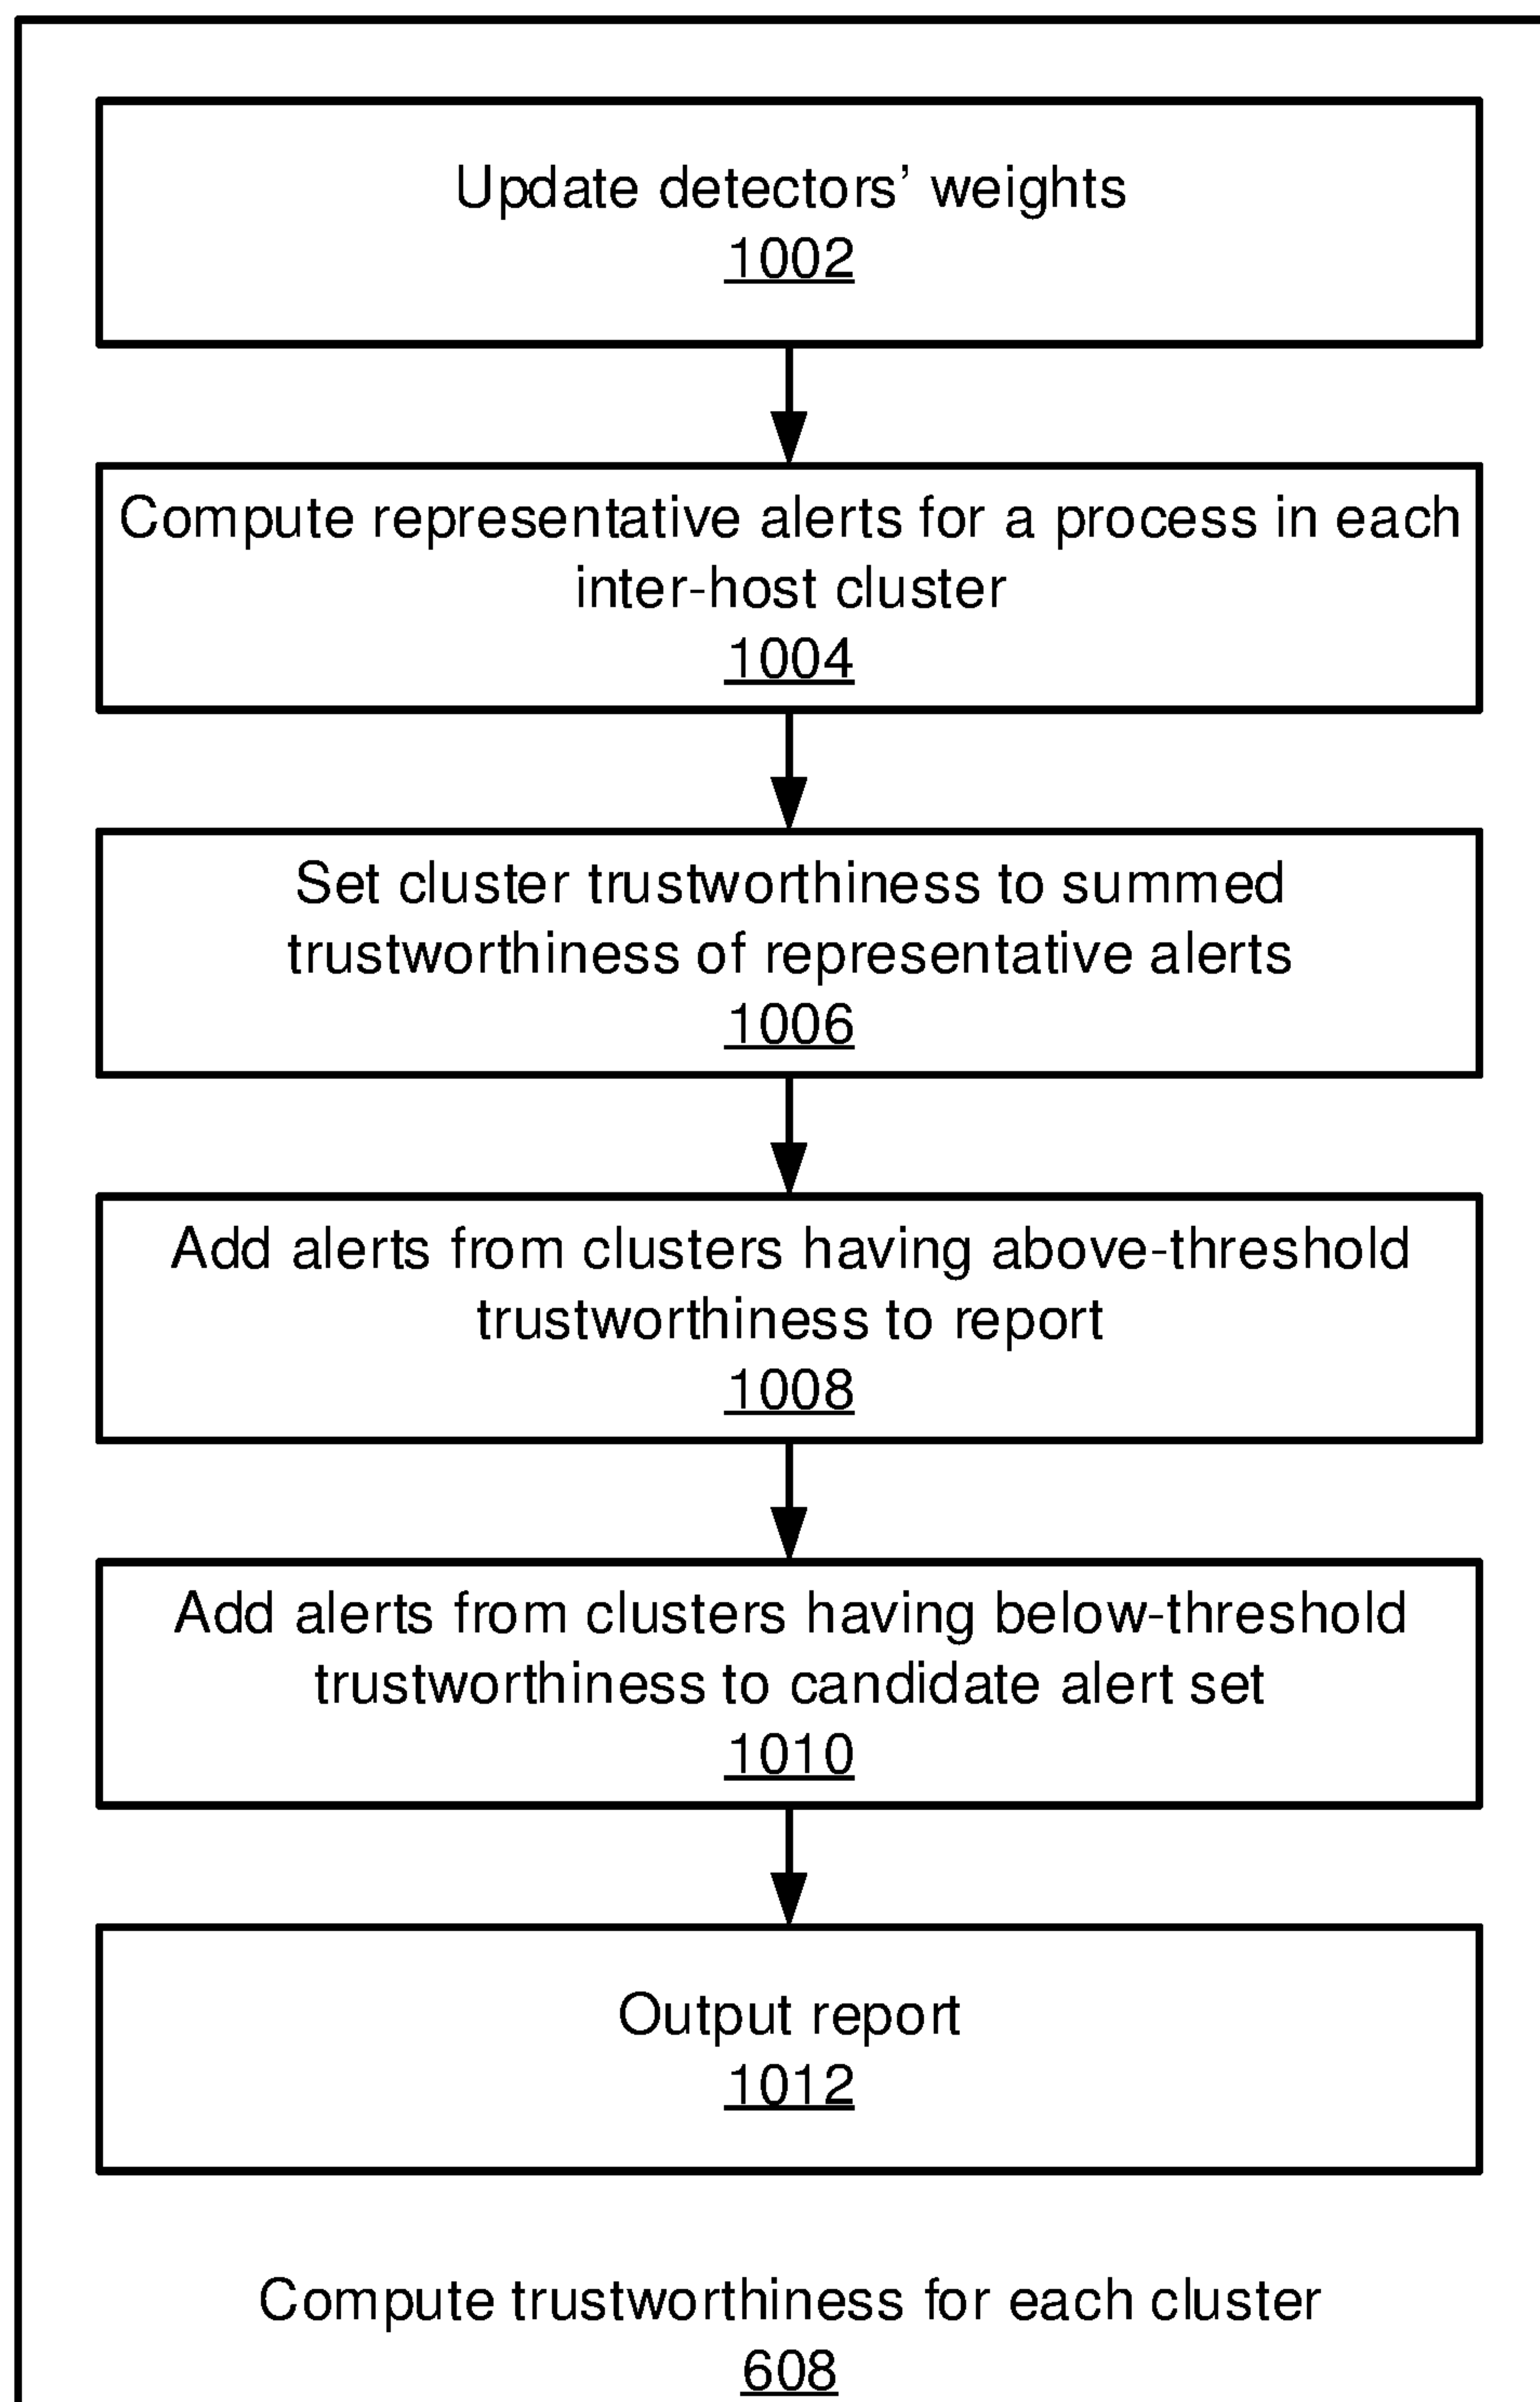 Update detectors’ weights
1002
Compute representative alerts for a process in each
inter-host cluster
1004
Set cluster trustworthiness to summed
trustworthiness of representative alerts
1006
Add alerts from clusters having above-threshold
trustworthiness to report
1008
Add alerts from clusters having below-threshold
trustworthiness to candidate alert set
1010
Output report
1012
Compute trustworthiness for each cluster
608